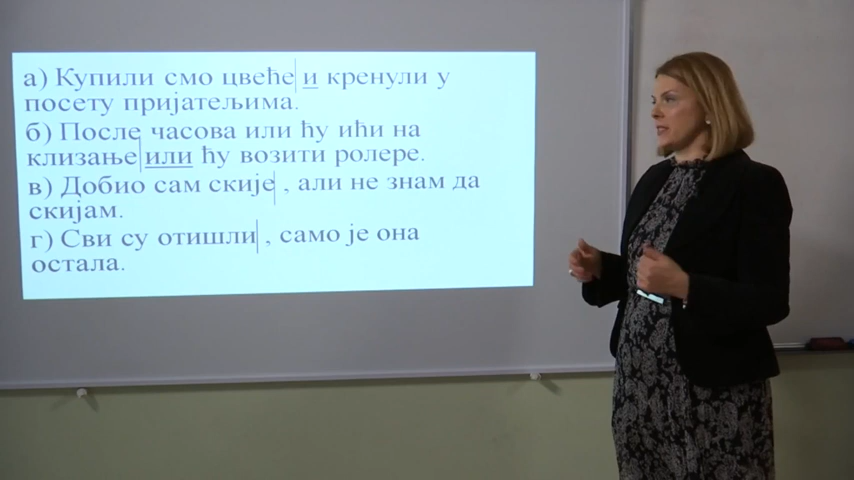 а) Купили смо цвеће и кренули у
посету пријатељима.
б) После часова или ћу ићи на
клизање или ћу возити ролере.
в) Добио сам скије , али не знам да
скијам.
г) Сви су отишли , само је она
остала.